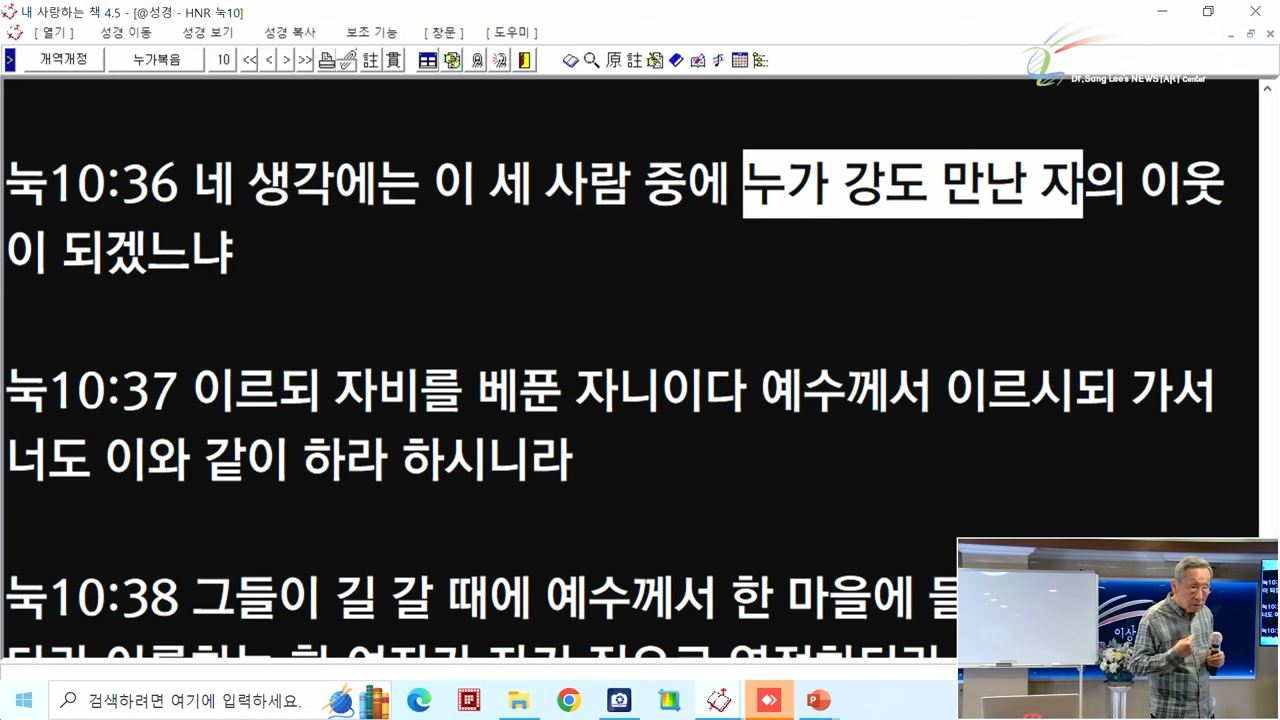 내 사랑하는 책 4.5 - [@성경 - HNR 눅10]
[ 열기 ] 성경 이동 성경 보기 성경 복사 보조 기능 [ 창문 ] [ 도우미 ]
> 개역개정 누가복음 10 << < > >> 註 貫 原 註
Dr.Sang Lee's NEWSTART Center
눅10:36 네 생각에는 이 세 사람 중에 누가 강도 만난 자의 이웃
이 되겠느냐
눅10:37 이르되 자비를 베푼 자니이다 예수께서 이르시되 가서
너도 이와 같이 하라 하시니라
눅10:38 그들이 길 갈 때에 예수께서 한 마을에
이상
검색하려면 여기에 입력하세요.